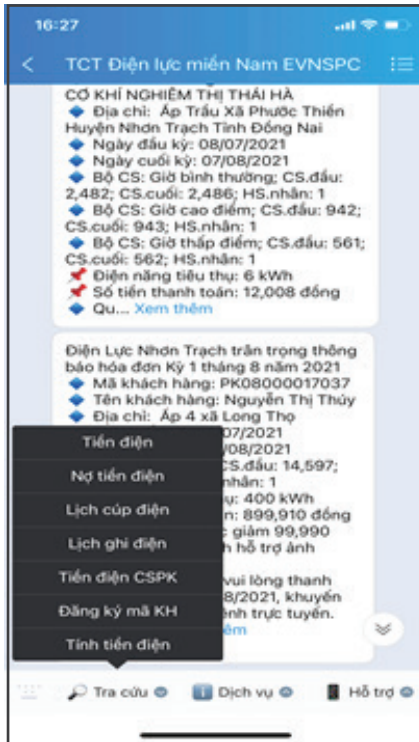 16:27
TCT Điện lực miền Nam EVNSPC
CƠ KHÍ NGHIÊM THỊ THÁI HÀ
Địa chỉ: Ấp Trầu Xã Phước Thiền
Huyện Nhơn Trạch Tỉnh Đồng Nai
Ngày đầu kỳ: 08/07/2021
Ngày cuối kỳ: 07/08/2021
Bộ CS: Giờ bình thường; CS.đầu:
2,482; CS.cuối: 2,486; HS.nhân: 1
Bộ CS: Giờ cao điểm; CS.đầu: 942;
CS.cuối: 943; HS.nhân: 1
Bộ CS: Giờ thấp điểm; CS.đầu: 561;
CS.cuối: 562; HS.nhân: 1
Điện năng tiêu thụ: 6 kWh
Số tiền thanh toán: 12,008 đồng
Qu... Xem thêm
Điện Lực Nhơn Trạch trân trọng thông
báo hóa đơn Kỳ 1 tháng 8 năm 2021
Mã khách hàng: PK08000017037
Tên khách hàng: Nguyễn Thị Thúy
Địa chỉ: Ấp 4 xã Long Thọ
07/2021
/08/2021
CS.đầu: 14,597;
nhân: 1
ụ: 400 kWh
n: 899,910 đồng
c giảm 99,990
h hỗ trợ ảnh
vui lòng thanh
8/2021, khuyến
ênh trực tuyến.
êm
Tiền điện
Nợ tiền điện
Lịch cúp điện
Lịch ghi điện
Tiền điện CSPK
Đăng ký mã KH
Tính tiền điện
Tra cứu
Dịch vụ
Hỗ trợ